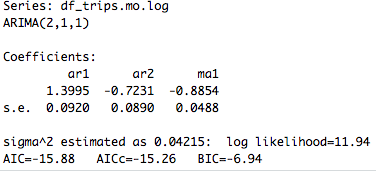 Series: df_trips.mo.log
ARIMA(2,1,1)
Coefficients:
ar1 ar2 ma1
1.3995 -0.7231 -0.8854
s.e. 0.0920 0.0890 0.0488
sigma^2 estimated as 0.04215: log likelihood=11.94
AIC=-15.88 AICc=-15.26 BIC=-6.94